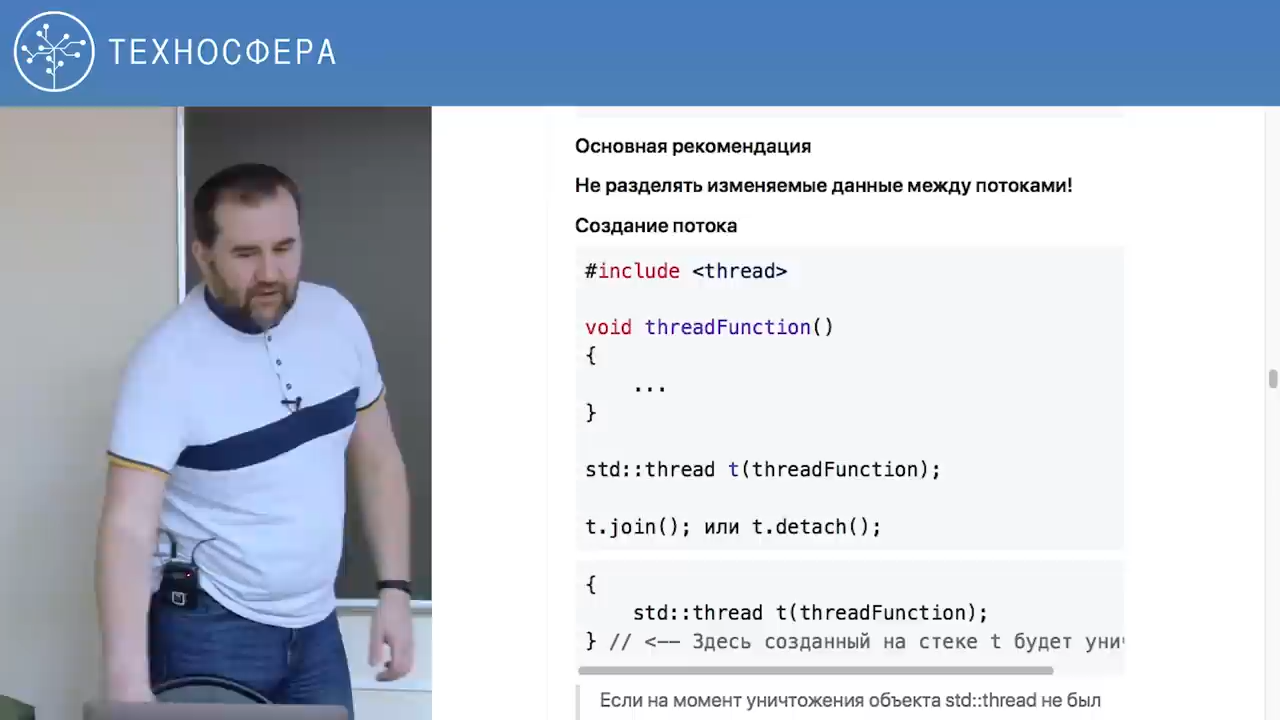 ТЕХНОСФЕРА
Основная рекомендация
Не разделять изменяемые данные между потоками!
Создание потока
#include <thread>
void threadFunction()
{
...
}
std::thread t(threadFunction);
t.join(); или t.detach();
{
std::thread t(threadFunction);
} // <—— Здесь созданный на стеке t будет
Если на момент уничтожения объекта std::thread не был